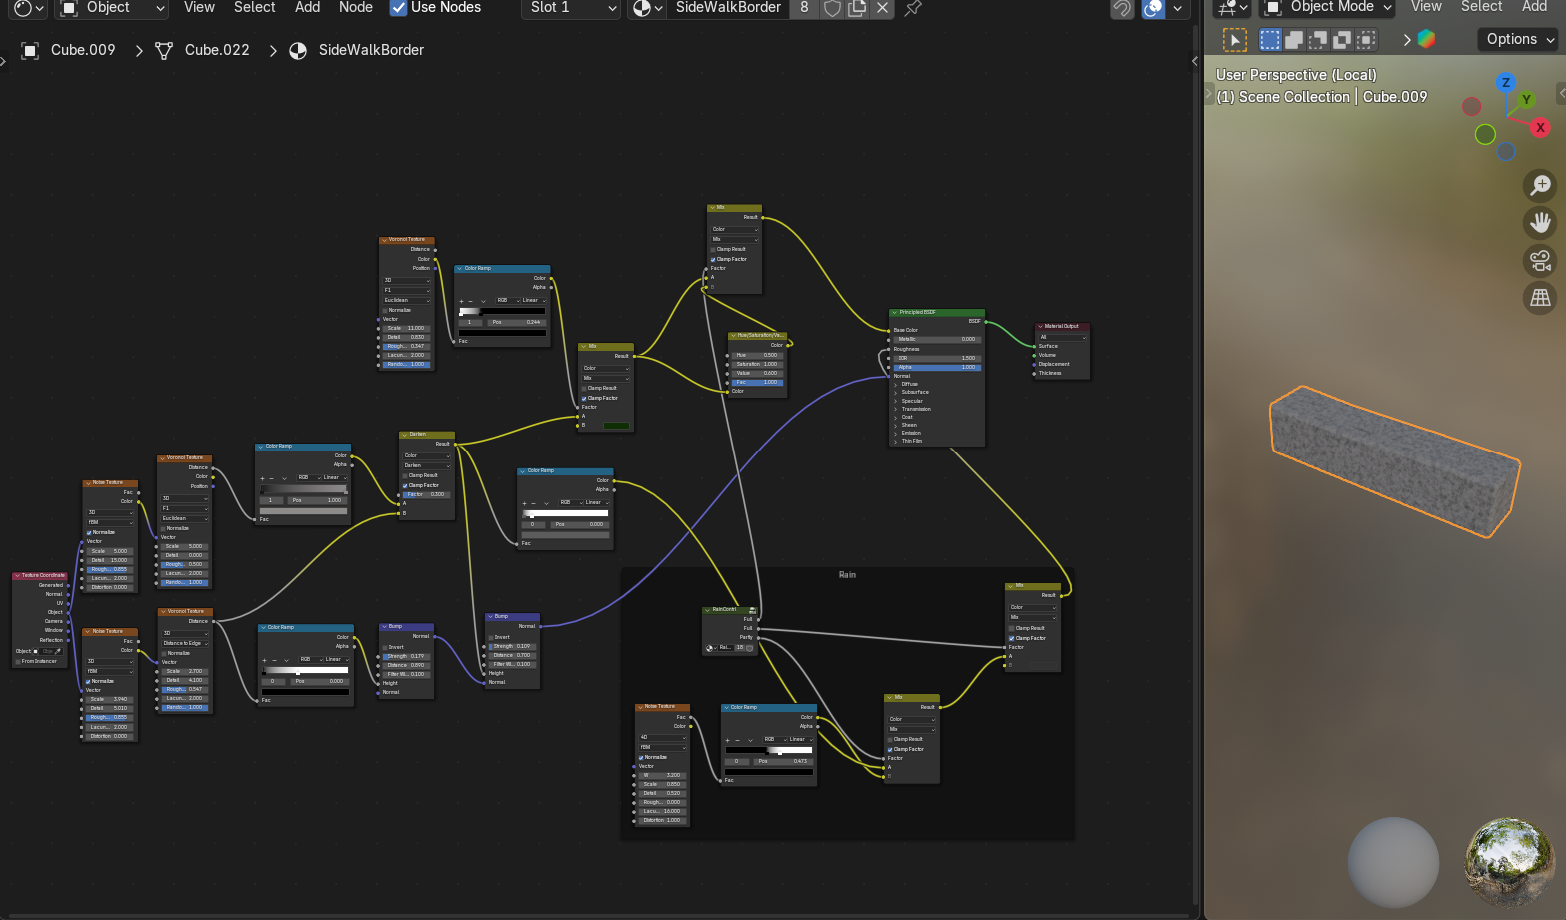 Object
View
Select
Add
Node
Use Nodes
Slot 1
SideWalkBorder
8
Object Mode
View
Select
Add
Cube.009
Cube.022
SideWalkBorder
Options
User Perspective (Local)
(1) Scene Collection | Cube.009
Z
Y
X
Mix
Result
Color
Mix
Clamp Result
Clamp Factor
Factor
A
B
Voronoi Texture
Distance
Color
Position
3D
F1
Euclidean
Normalize
Vector
Scale 11.000
Detail 0.830
Rough... 0.347
Lacun... 2.000
Rando... 1.000
Color Ramp
Color
Alpha
RGB
Linear
1
Pos 0.244
Fac
Mix
Result
Color
Mix
Clamp Result
Clamp Factor
Factor
A
B
Hue/Saturation/Va...
Color
Hue 0.500
Saturation 1.000
Value 0.600
Fac 1.000
Color
Principled BSDF
BSDF
Base Color
Metallic 0.000
Roughness
IOR 1.500
Alpha 1.000
Normal
Diffuse
Subsurface
Specular
Transmission
Coat
Sheen
Emission
Thin Film
Material Output
All
Surface
Volume
Displacement
Thickness
Darken
Result
Color
Darken
Clamp Result
Clamp Factor
Factor 0.300
A
B
Color Ramp
Color
Alpha
RGB
Linear
1
Pos 1.000
Fac
Voronoi Texture
Distance
Color
Position
3D
F1
Euclidean
Normalize
Vector
Scale 5.000
Detail 0.000
Rough... 0.500
Lacun... 2.000
Rando... 1.000
Noise Texture
Fac
Color
3D
fBM
Normalize
Vector
Scale 5.000
Detail 15.000
Rough... 0.855
Lacun... 2.000
Distortion 0.000
Color Ramp
Color
Alpha
RGB
Linear
0
Pos 0.000
Fac
Texture Coordinate
Generated
Normal
UV
Object
Camera
Window
Reflection
Object
From Instancer
Noise Texture
Fac
Color
3D
fBM
Normalize
Vector
Scale 3.940
Detail 5.010
Rough... 0.855
Lacun... 2.000
Distortion 0.000
Voronoi Texture
Distance
3D
Distance to Edge
Normalize
Vector
Scale 2.700
Detail 4.100
Rough... 0.547
Lacun... 2.000
Rando... 1.000
Color Ramp
Color
Alpha
RGB
Linear
0
Pos 0.000
Fac
Bump
Normal
Invert
Strength 0.179
Distance 0.890
Filter Wi... 0.100
Height
Normal
Bump
Normal
Invert
Strength 0.109
Distance 0.700
Filter Wi... 0.100
Height
Normal
Rain
RainContrl
Full
Full
Partly
Rai...
18
Mix
Result
Color
Mix
Clamp Result
Clamp Factor
Factor
A
B
Noise Texture
Fac
Color
4D
fBM
Normalize
Vector
W 3.200
Scale 0.850
Detail 0.520
Rough... 0.000
Lacu... 16.000
Distortion 1.000
Color Ramp
Color
Alpha
RGB
Linear
0
Pos 0.473
Fac
Mix
Result
Color
Mix
Clamp Result
Clamp Factor
Factor
A
B